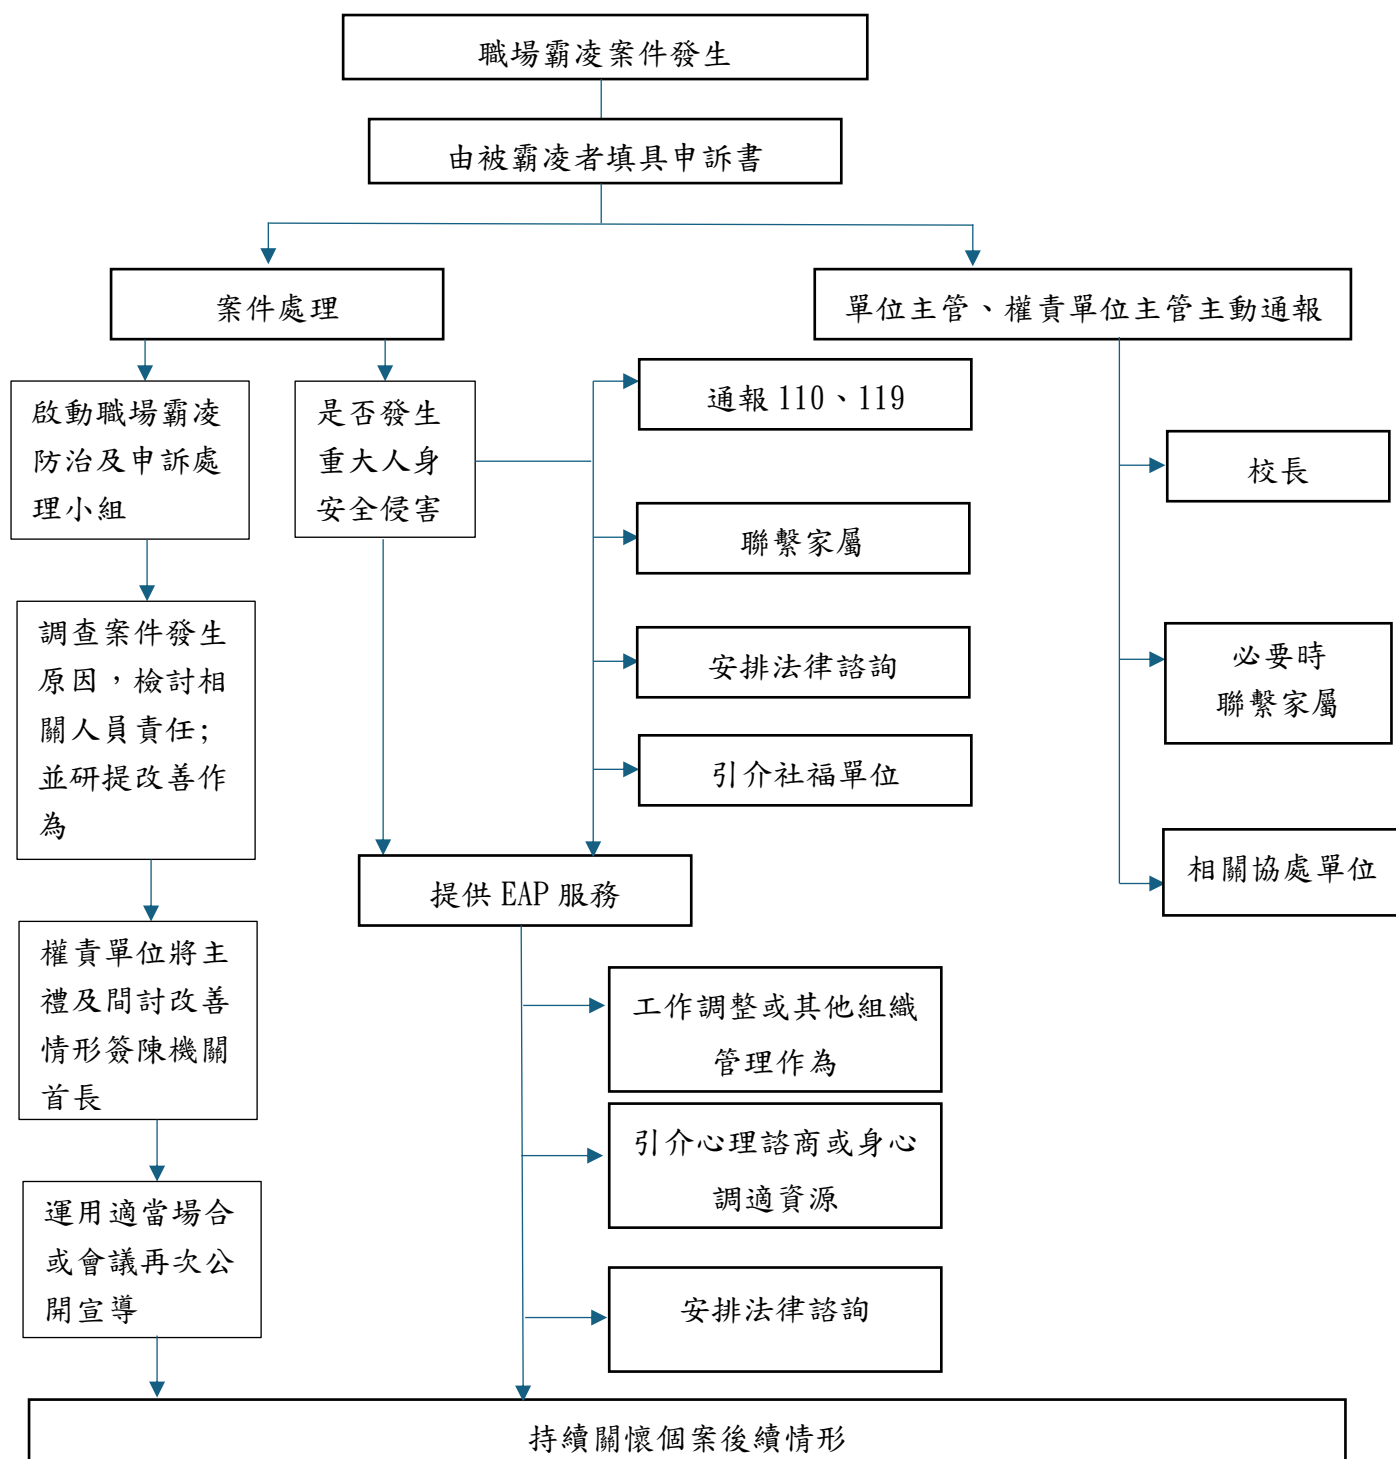 職場霸凌案件發生
由被霸凌者填具申訴書
案件處理
單位主管、權責單位主管主動通報
啟動職場霸凌
防治及申訴處
理小組
是否發生
重大人身
安全侵害
通報 110、119
聯繫家屬
安排法律諮詢
引介社福單位
校長
必要時
聯繫家屬
相關協處單位
調查案件發生
原因，檢討相
關人員責任;
並研提改善作
為
提供 EAP 服務
權責單位將主
禮及間討改善
情形簽陳機關
首長
工作調整或其他組織
管理作為
引介心理諮商或身心
調適資源
運用適當場合
或會議再次公
開宣導
安排法律諮詢
持續關懷個案後續情形